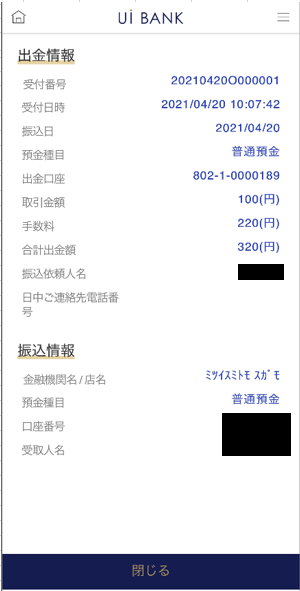 UI BANK
出金情報
受付番号 20210420O000001
受付日時 2021/04/20 10:07:42
振込日 2021/04/20
預金種目 普通預金
出金口座 802-1-0000189
取引金額 100(円)
手数料 220(円)
合計出金額 320(円)
振込依頼人名
日中ご連絡先電話番
号
振込情報
金融機関名/店名 ﾐﾂｲｽﾐﾄﾓ ｽｶﾞﾓ
預金種目 普通預金
口座番号
受取人名
閉じる